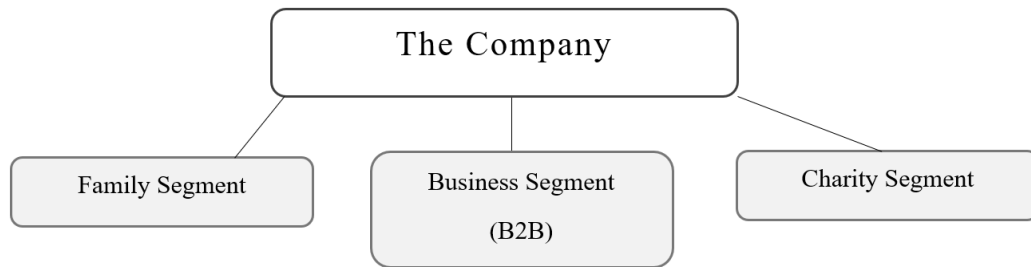 The Company
Family Segment
Business Segment
(B2B)
Charity Segment